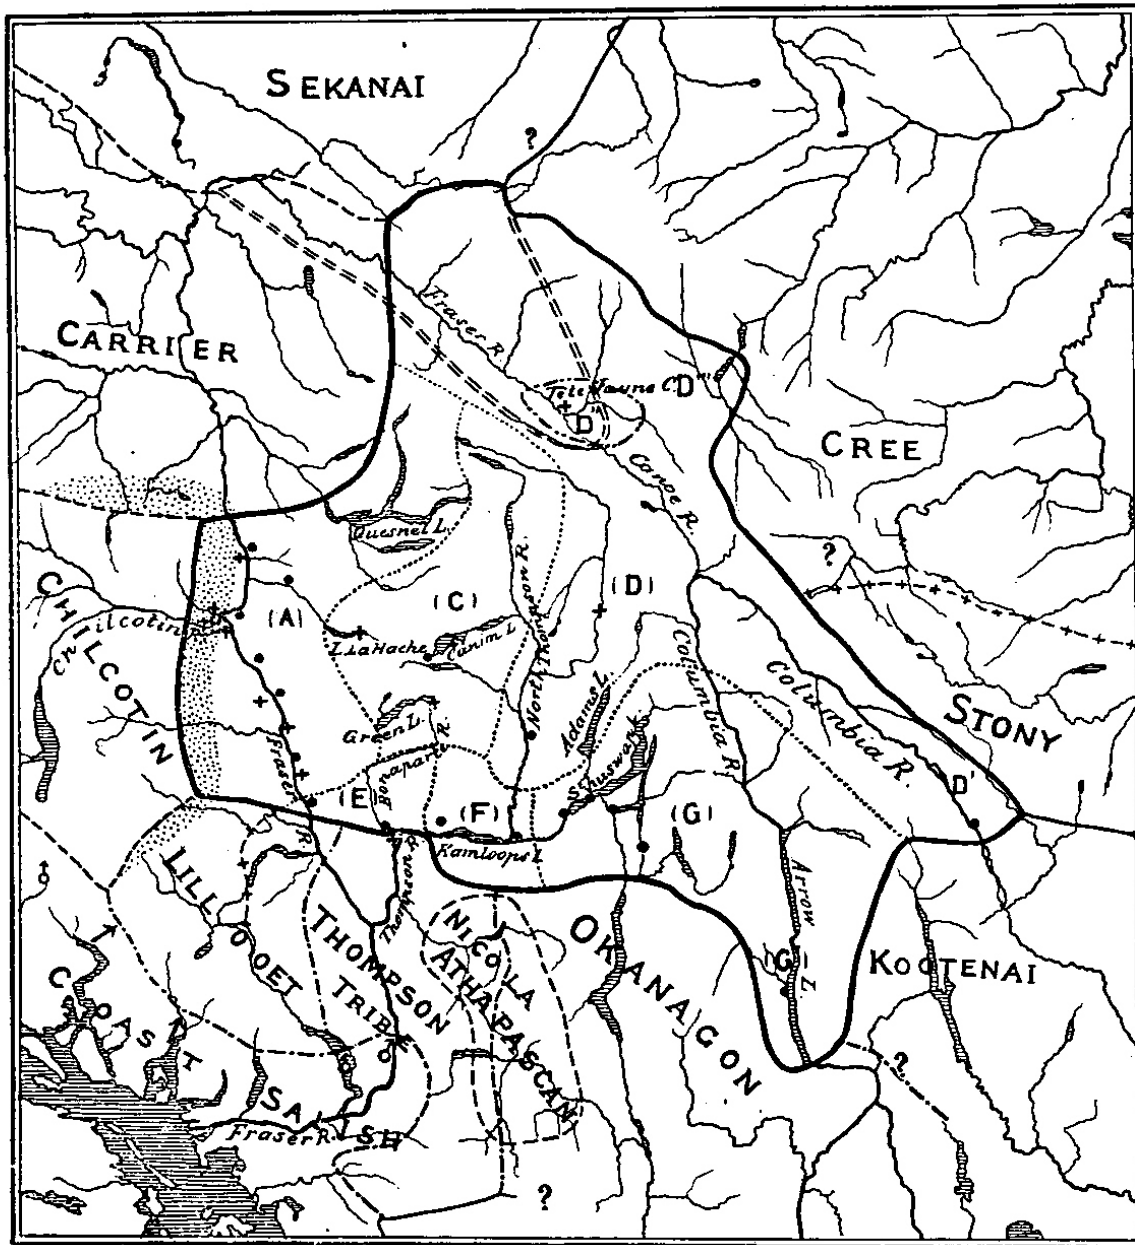 SEKANAI
?
CARRIER
Fraser R.
Tête Jaune C.
D'''
D''
CREE
Canoe R.
Quesnel L.
?
CHILCOTIN
Chilcotin
(A)
(C)
(D)
L. La Hache
Canim L.
North Thompson R.
Columbia R.
Columbia R.
STONY
Green L.
Bonaparte R.
Adams L.
Shuswap L.
Fraser R.
(E)
(F)
(G)
D'
Kamloops L.
Thompson R.
LILLOOET
THOMPSON TRIBE
NICOLA ATHAPASCAN
OKANAGON
Arrow L.
(G)
KOOTENAI
COAST SALISH
?
Fraser R.
?